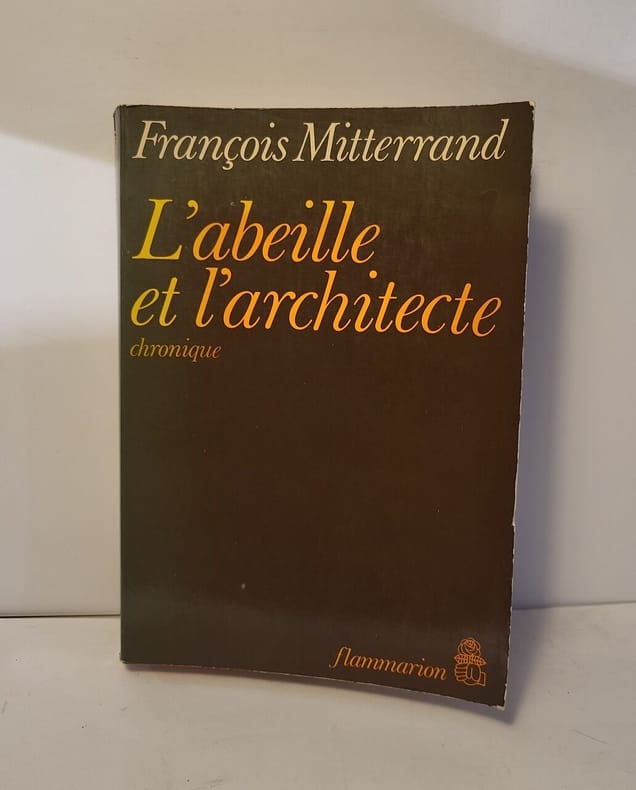 François Mitterrand
L'abeille
et l'architecte
chronique
flammarion